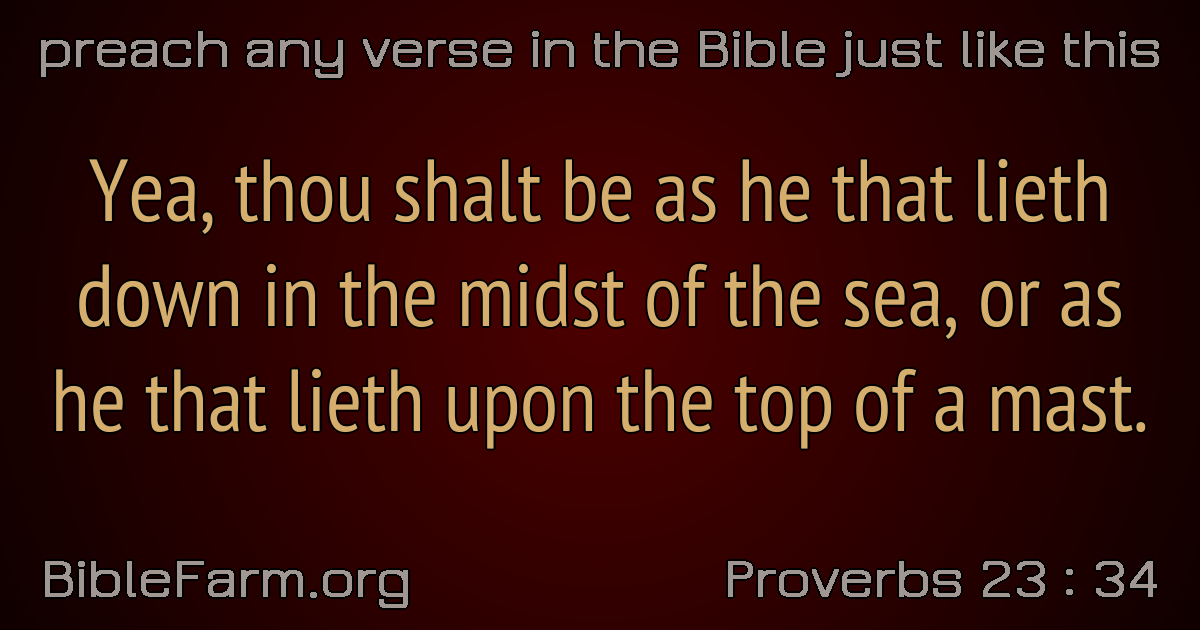 preach any verse in the Bible just like this
Yea, thou shalt be as he that lieth
down in the midst of the sea, or as
he that lieth upon the top of a mast.
BibleFarm.org
Proverbs 23 : 34